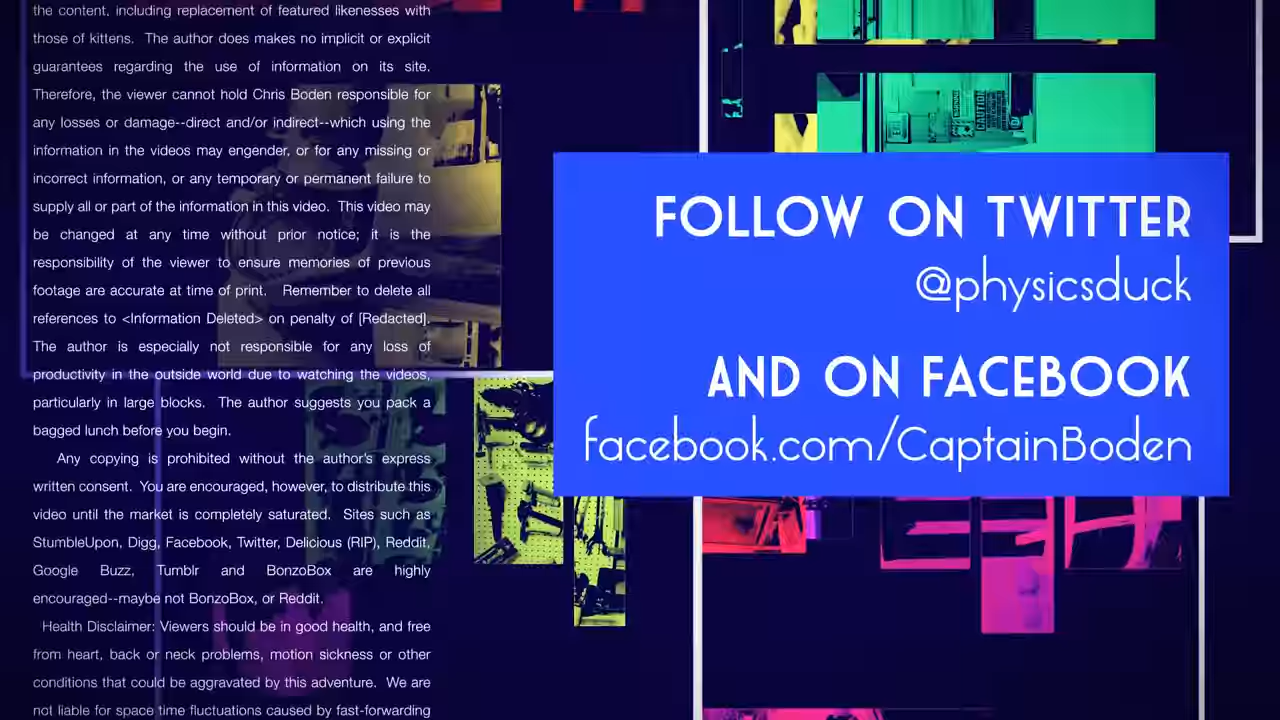 the content, including replacement of featured likenesses with
those of kittens. The author does makes no implicit or explicit
guarantees regarding the use of information on its site.
Therefore, the viewer cannot hold Chris Boden responsible for
any losses or damage--direct and/or indirect--which using the
information in the videos may engender, or for any missing or
incorrect information, or any temporary or permanent failure to
supply all or part of the information in this video. This video may
be changed at any time without prior notice; it is the
responsibility of the viewer to ensure memories of previous
footage are accurate at time of print. Remember to delete all
references to <Information Deleted> on penalty of [Redacted].
The author is especially not responsible for any loss of
productivity in the outside world due to watching the videos,
particularly in large blocks. The author suggests you pack a
bagged lunch before you begin.
Any copying is prohibited without the author's express
written consent. You are encouraged, however, to distribute this
video until the market is completely saturated. Sites such as
StumbleUpon, Digg, Facebook, Twitter, Delicious (RIP), Reddit,
Google Buzz, Tumblr and BonzoBox are highly
encouraged--maybe not BonzoBox, or Reddit.
Health Disclaimer: Viewers should be in good health, and free
from heart, back or neck problems, motion sickness or other
conditions that could be aggravated by this adventure. We are
not liable for space time fluctuations caused by fast-forwarding
CAUTION
FOLLOW ON TWITTER
@physicsduck
AND ON FACEBOOK
facebook.com/CaptainBoden